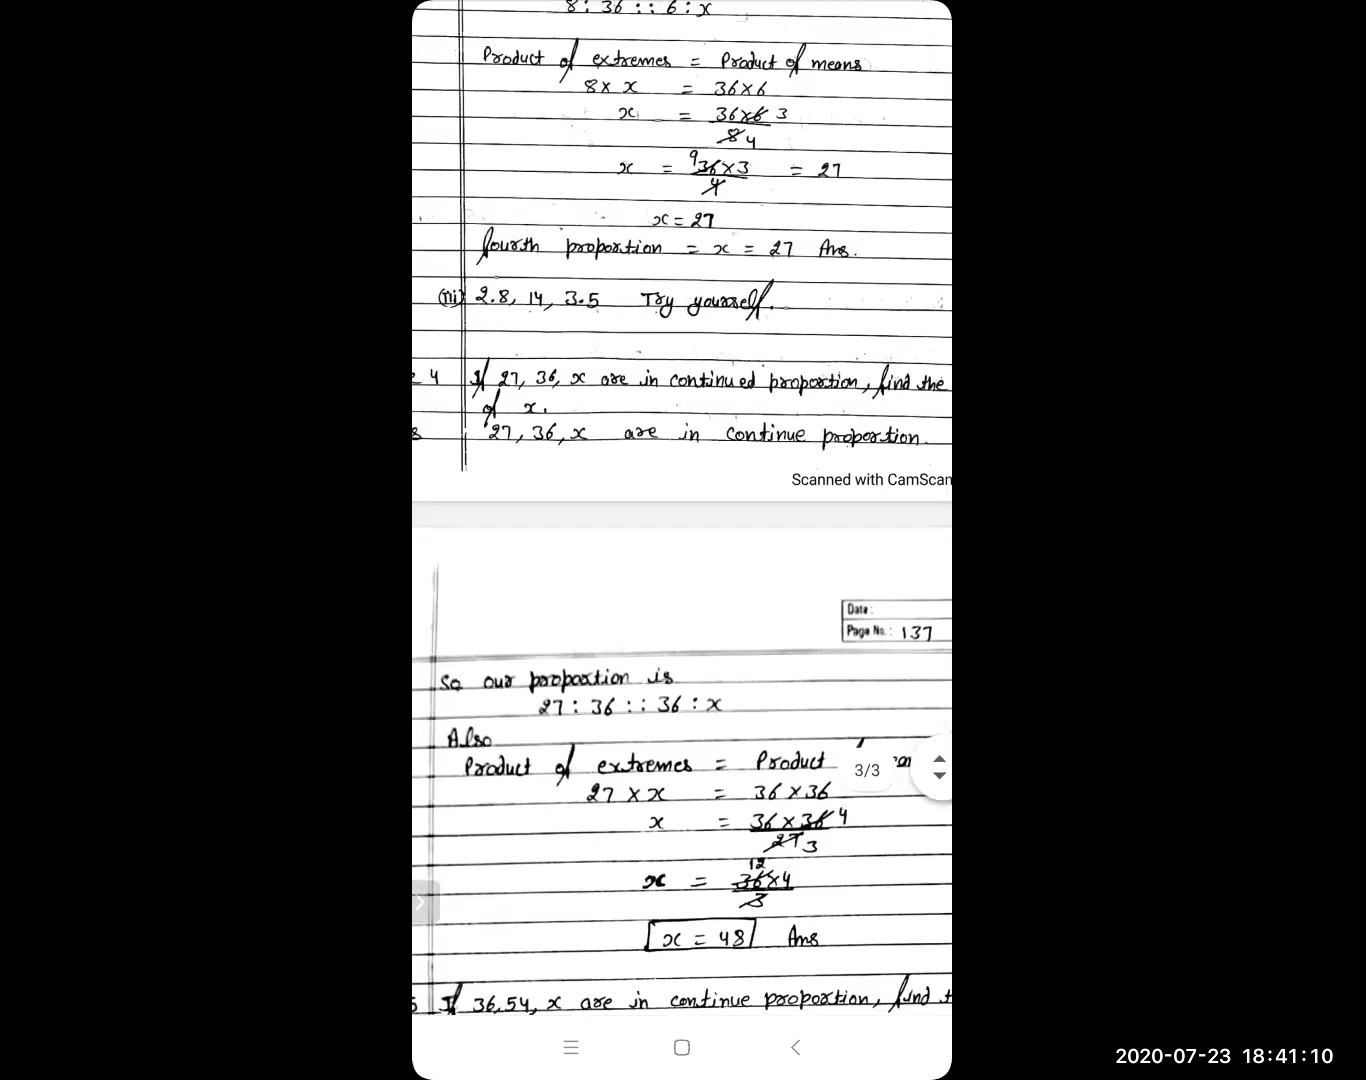 8 : 36 :: 6 : x
Product of extremes = Product of means
8 × x = 36 × 6
x = 36 × 6 3
8 4
x = 9 36 × 3 = 27
4
x = 27
fourth proportion = x = 27 Ans.
(iii) 2.8, 14, 3.5 Try yourself.
4 If 27, 36, x are in continued proportion, find the
of x.
27, 36, x are in continue proportion.
Scanned with CamScan
Date :
Page No. : 137
So our proportion is
27 : 36 :: 36 : x
Also
Product of extremes = Product
3/3
27 × x = 36 × 36
x = 36 × 36 4
27 3
12
x = 36 × 4
3
x = 48 Ans
If 36, 54, x are in continue proportion, find t
2020-07-23 18:41:10